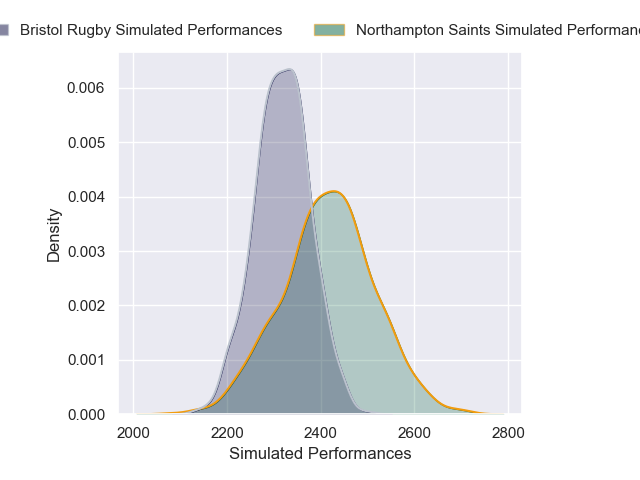 Bristol Rugby Simulated Performances
Northampton Saints Simulated Performan
0.006
0.005
0.004
0.003
0.002
0.001
0.000
Density
2000 2200 2400 2600 2800
Simulated Performances